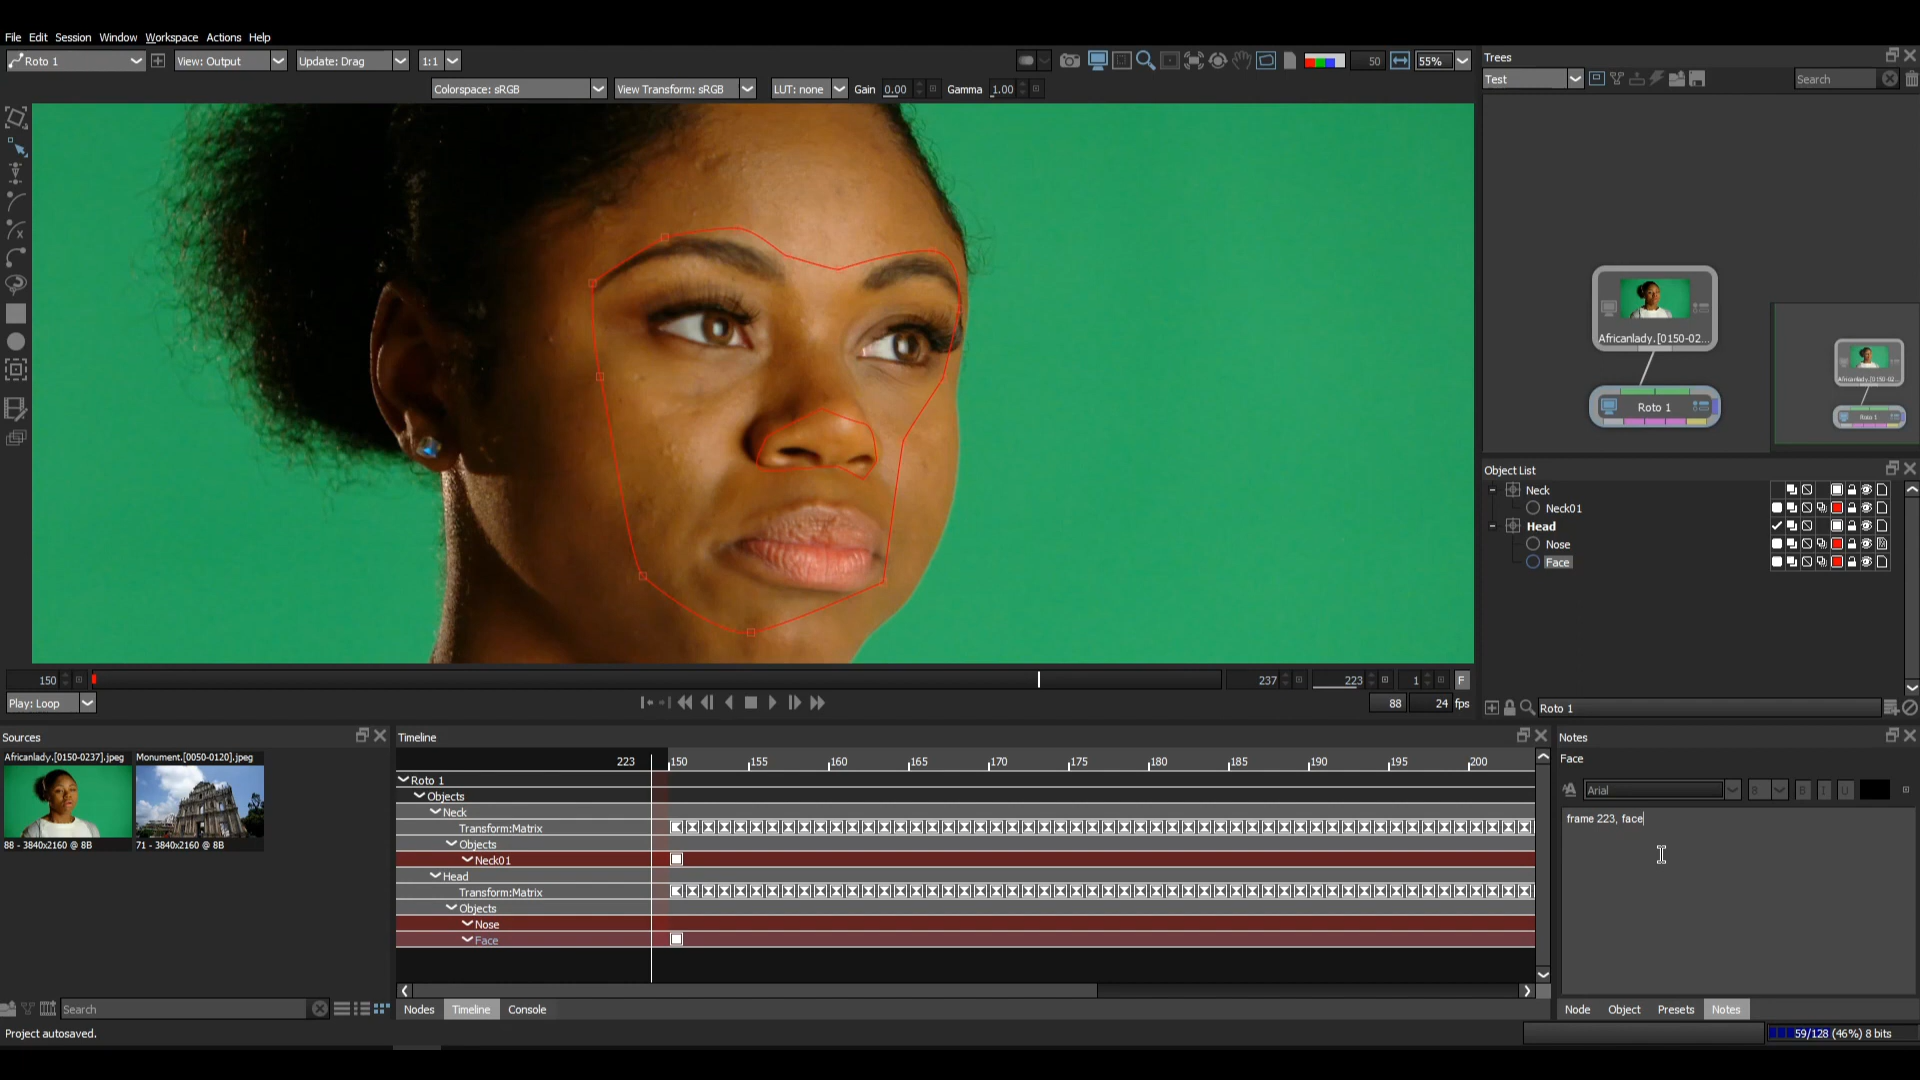 File Edit Session Window Workspace Actions Help
Roto 1 View: Output Update: Drag 1:1 50 55%
Colorspace: sRGB View Transform: sRGB LUT: none Gain 0.00 Gamma 1.00
Trees
Test Search
Africanlady.[0150-02...
Roto 1
Roto 1
Object List
Neck
Neck01
Head
Nose
Face
Roto 1
150 237 223 1 F
Play: Loop 88 24 fps
Sources
Africanlady.[0150-0237].jpeg Monument.[0050-0120].jpeg
88 - 3840x2160 @ 8B 71 - 3840x2160 @ 8B
Search
Timeline
223 150 155 160 165 170 175 180 185 190 195 200
Roto 1
Objects
Neck
Transform:Matrix
Objects
Neck01
Head
Transform:Matrix
Objects
Nose
Face
Nodes Timeline Console
Notes
Face
Arial 8 B I U
frame 223, face
Node Object Presets Notes
Project autosaved.
59/128 (46%) 8 bits